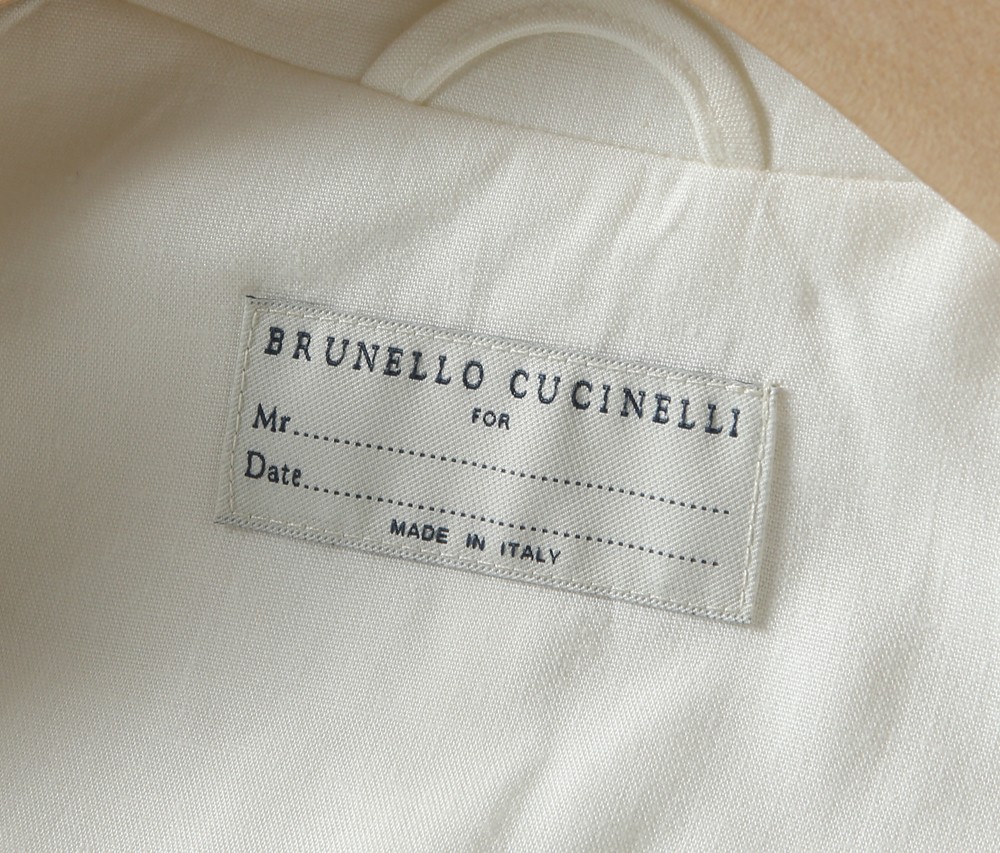 BRUNELLO CUCINELLI
FOR
Mr..........................................................
Date.......................................................
MADE IN ITALY